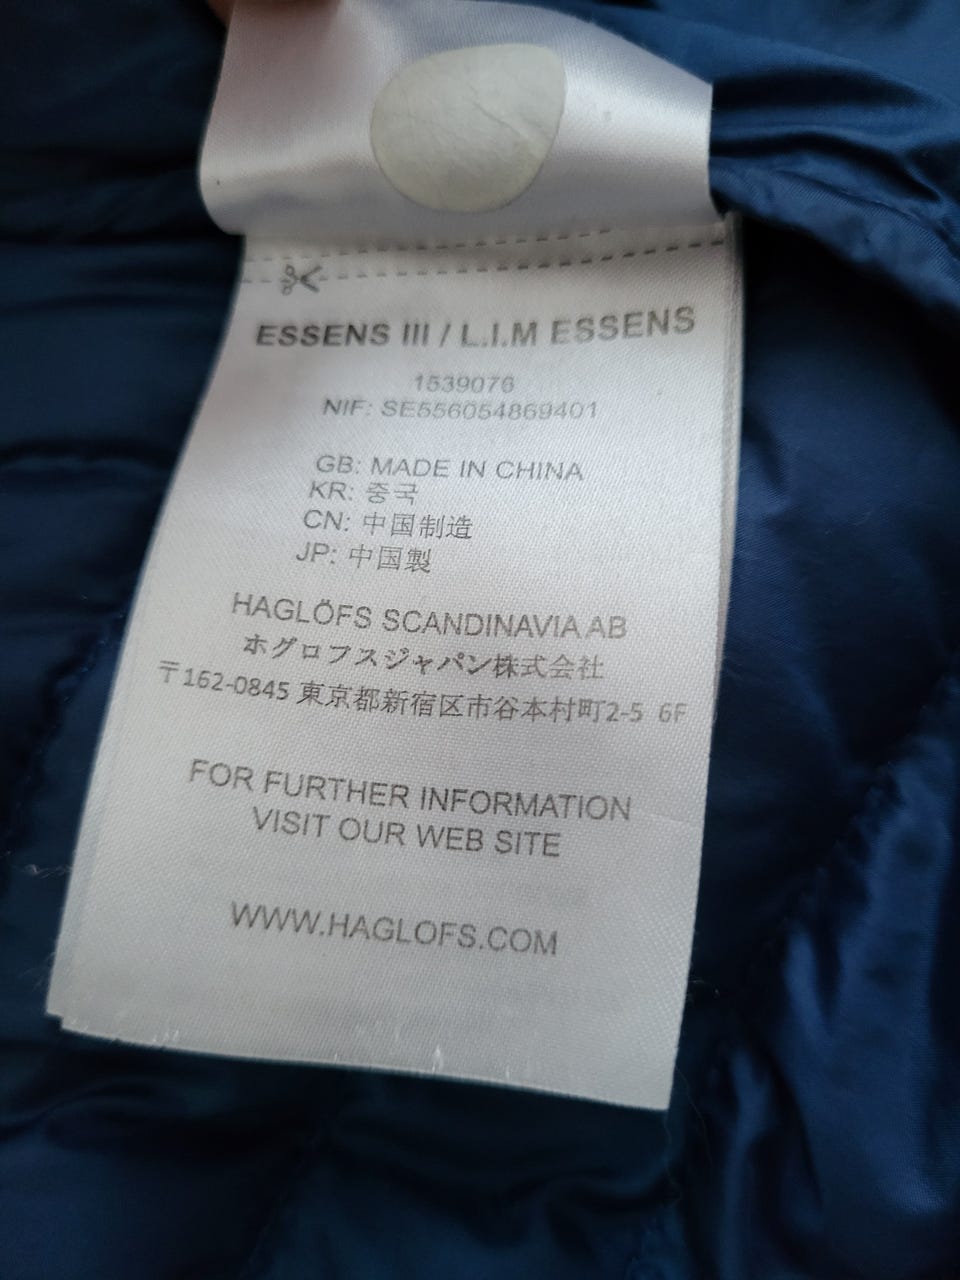 ESSENS III / L.I.M ESSENS
1539076
NIF: SE556054869401
GB: MADE IN CHINA
KR: 중국
CN: 中国制造
JP: 中国製
HAGLÖFS SCANDINAVIA AB
ホグロフスジャパン株式会社
〒162-0845 東京都新宿区市谷本村町2-5 6F
FOR FURTHER INFORMATION
VISIT OUR WEB SITE
WWW.HAGLOFS.COM